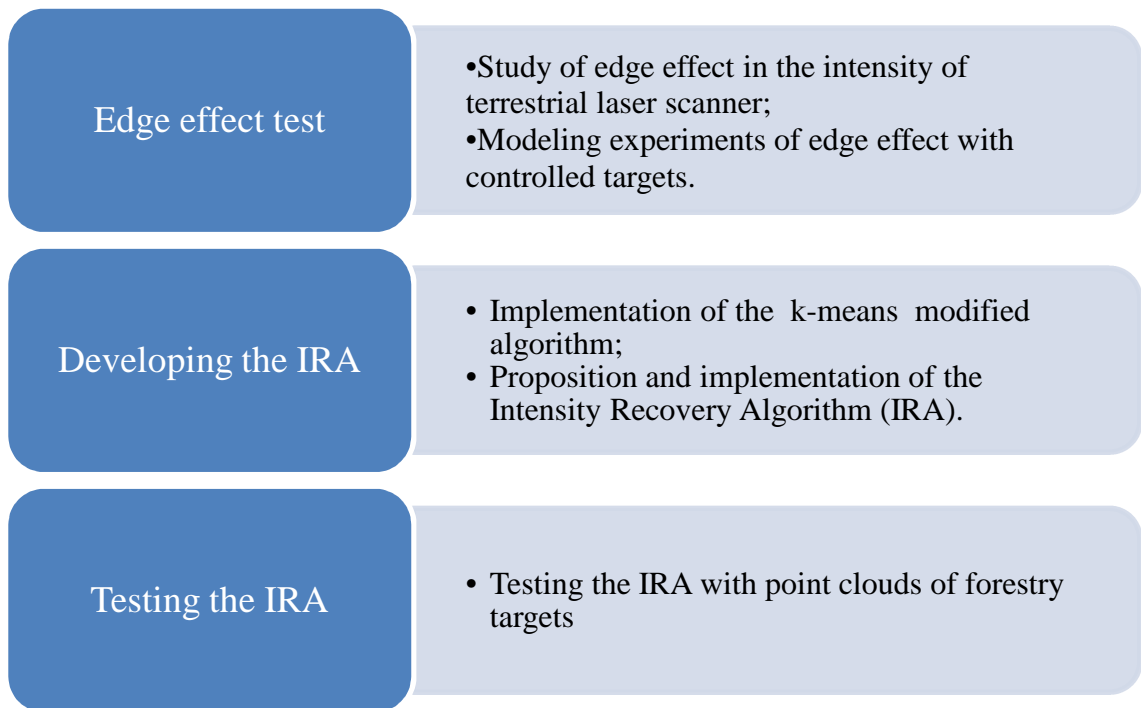 Edge effect test
•Study of edge effect in the intensity of
terrestrial laser scanner;
•Modeling experiments of edge effect with
controlled targets.
Developing the IRA
• Implementation of the k-means modified
algorithm;
• Proposition and implementation of the
Intensity Recovery Algorithm (IRA).
Testing the IRA
• Testing the IRA with point clouds of forestry
targets